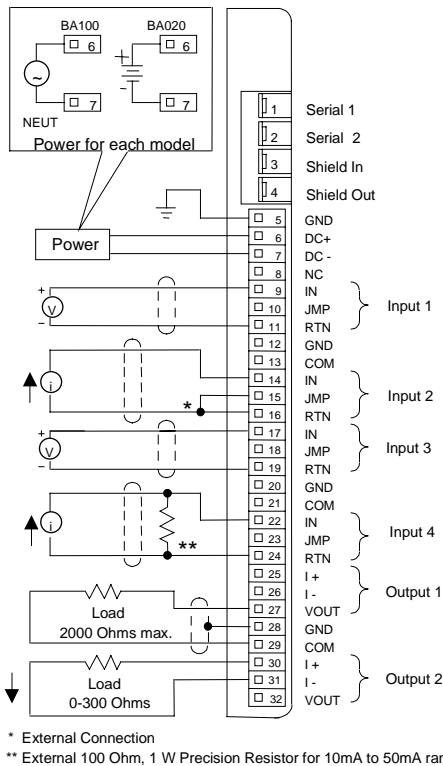 BA100 BA020
6 6
~ + -
7 7
NEUT
Power for each model
1 Serial 1
2 Serial 2
3 Shield In
4 Shield Out
5 GND
Power 6 DC+
7 DC -
8 NC
+ 9 IN
V 10 JMP Input 1
- 11 RTN
12 GND
13 COM
14 IN
i 15 JMP Input 2
* 16 RTN
+ 17 IN
V 18 JMP Input 3
- 19 RTN
20 GND
21 COM
22 IN
i 23 JMP Input 4
** 24 RTN
25 I +
26 I - Output 1
27 VOUT
Load
2000 Ohms max. 28 GND
29 COM
30 I +
Load 31 I - Output 2
0-300 Ohms 32 VOUT
* External Connection
** External 100 Ohm, 1 W Precision Resistor for 10mA to 50mA ran